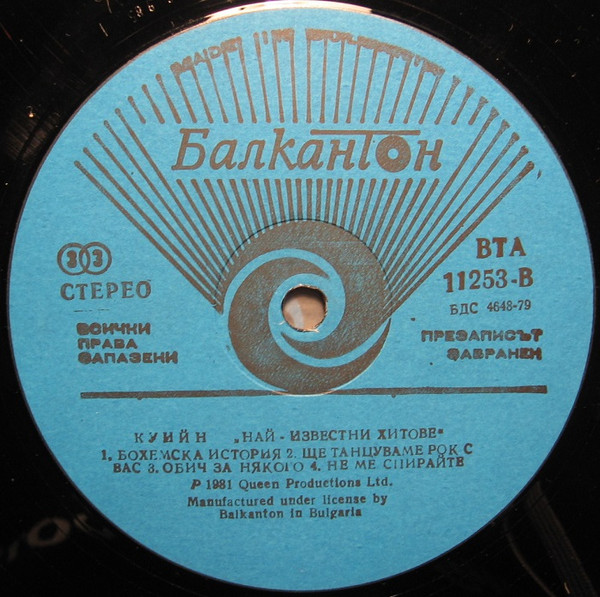 MADE IN BULGARIA
Балкантон
33
СТЕРЕО
ВТА
11253-В
БДС 4648-79
ВСИЧКИ
ПРАВА
ЗАПАЗЕНИ
ПРЕЗАПИСЪТ
ЗАБРАНЕН
КУИЙН „НАЙ - ИЗВЕСТНИ ХИТОВЕ"
1. БОХЕМСКА ИСТОРИЯ 2. ЩЕ ТАНЦУВАМЕ РОК С
ВАС 3. ОБИЧ ЗА НЯКОГО 4. НЕ МЕ СПИРАЙТЕ
P 1981 Queen Productions Ltd.
Manufactured under license by
Balkanton in Bulgaria